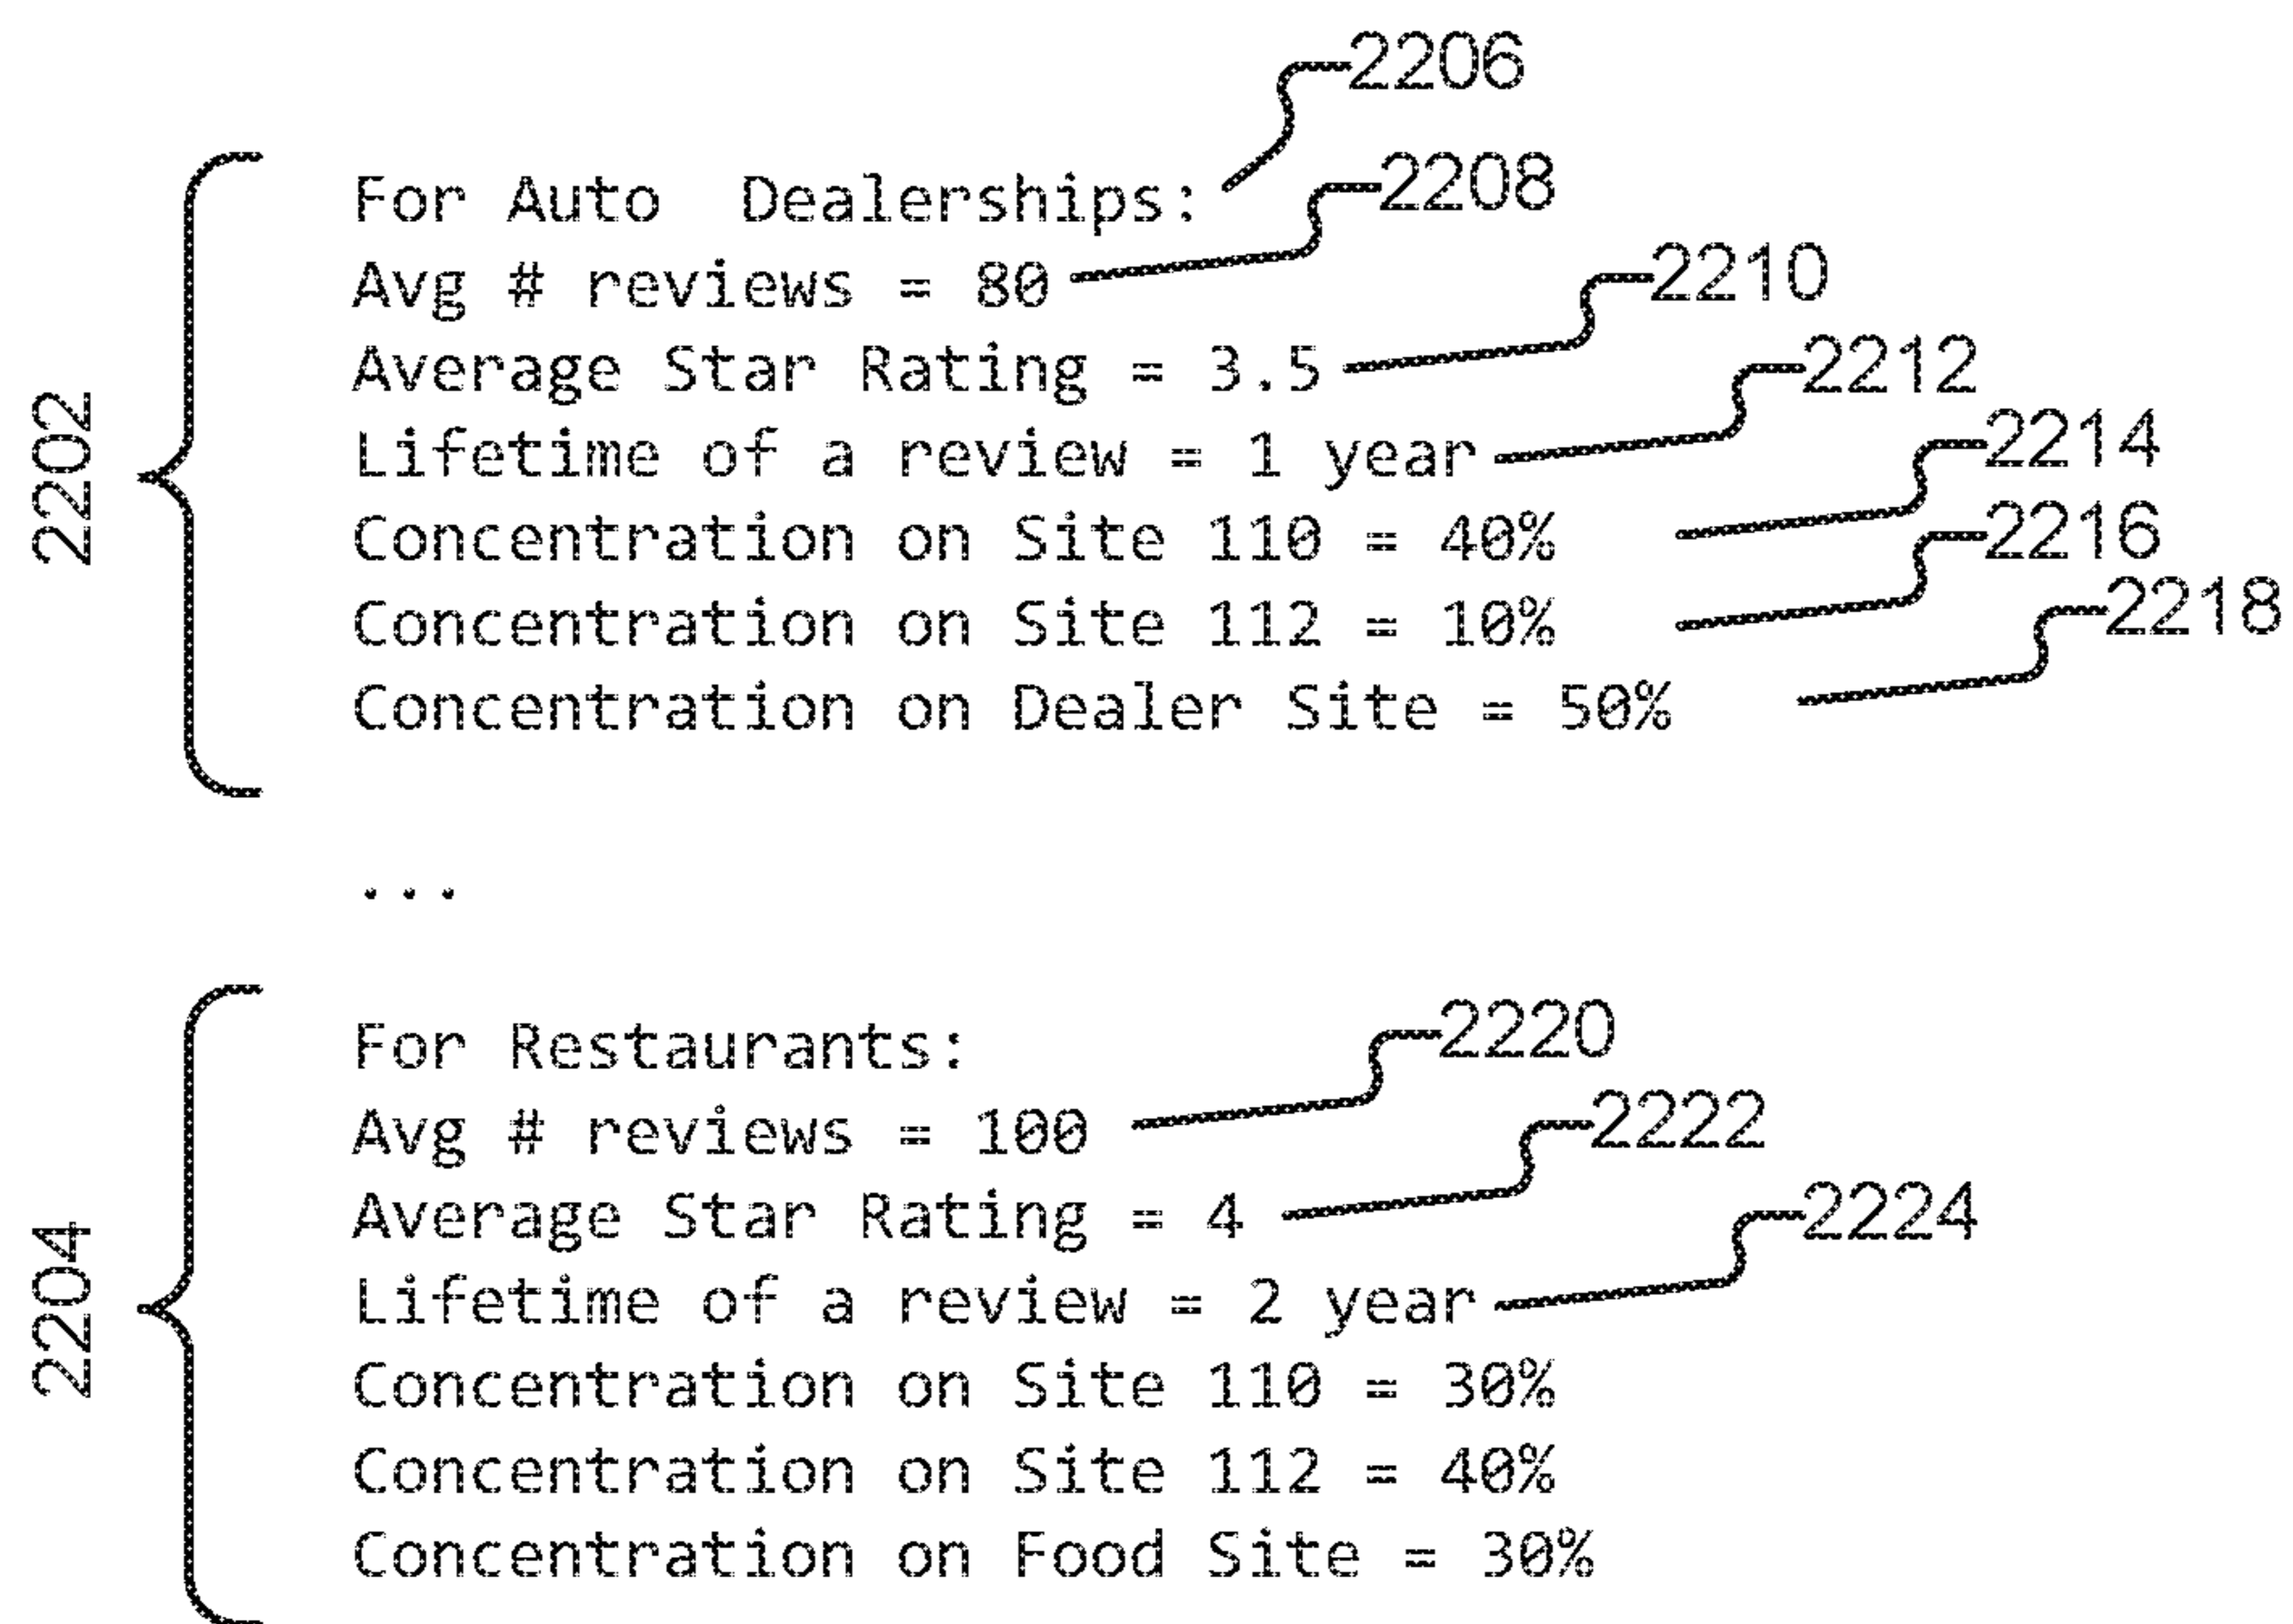 2206
For Auto Dealerships:
2208
Avg # reviews = 80
2210
Average Star Rating = 3.5
2212
Lifetime of a review = 1 year
2214
Concentration on Site 110 = 40%
2216
Concentration on Site 112 = 10%
2218
Concentration on Dealer Site = 50%
2202
...
For Restaurants:
2220
Avg # reviews = 100
2222
Average Star Rating = 4
2224
Lifetime of a review = 2 year
Concentration on Site 110 = 30%
Concentration on Site 112 = 40%
Concentration on Food Site = 30%
2204